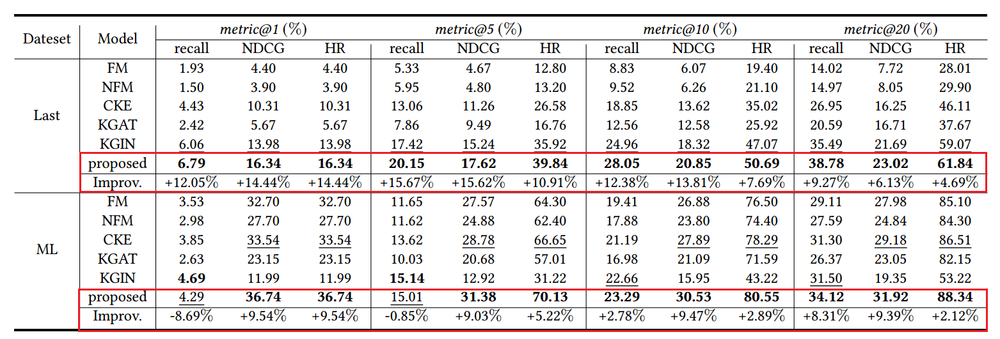 Dateset Model metric@1 (%) metric@5 (%) metric@10 (%) metric@20 (%)
recall NDCG HR recall NDCG HR recall NDCG HR recall NDCG HR
FM 1.93 4.40 4.40 5.33 4.67 12.80 8.83 6.07 19.40 14.02 7.72 28.01
NFM 1.50 3.90 3.90 5.95 4.80 13.20 9.52 6.26 21.10 14.97 8.05 29.90
CKE 4.43 10.31 10.31 13.06 11.26 26.58 18.85 13.62 35.02 26.95 16.25 46.11
Last
KGAT 2.42 5.67 5.67 7.86 9.49 16.76 12.56 12.58 25.92 20.59 16.71 37.67
KGIN 6.06 13.98 13.98 17.42 15.24 35.92 24.96 18.32 47.07 35.49 21.69 59.07
proposed 6.79 16.34 16.34 20.15 17.62 39.84 28.05 20.85 50.69 38.78 23.02 61.84
Improv. +12.05% +14.44% +14.44% +15.67% +15.62% +10.91% +12.38% +13.81% +7.69% +9.27% +6.13% +4.69%
FM 3.53 32.70 32.70 11.65 27.57 64.30 19.41 26.88 76.50 29.11 27.98 85.10
NFM 2.98 27.70 27.70 11.62 24.88 62.40 17.88 23.80 74.40 27.59 24.84 84.30
CKE 3.85 33.54 33.54 13.62 28.78 66.65 21.19 27.89 78.29 31.30 29.18 86.51
ML
KGAT 2.63 23.15 23.15 10.03 20.68 57.01 16.98 21.09 71.59 26.37 23.05 82.15
KGIN 4.69 11.99 11.99 15.14 12.92 31.22 22.66 15.95 43.22 31.50 19.35 53.22
proposed 4.29 36.74 36.74 15.01 31.38 70.13 23.29 30.53 80.55 34.12 31.92 88.34
Improv. -8.69% +9.54% +9.54% -0.85% +9.03% +5.22% +2.78% +9.47% +2.89% +8.31% +9.39% +2.12%